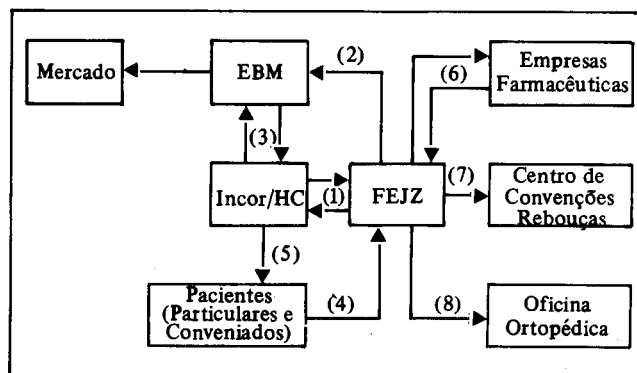 Mercado
EBM
(2)
(6)
Empresas
Farmacêuticas
(3)
Incor/HC
(1)
FEJZ
(7)
Centro de
Convenções
Rebouças
(5)
Pacientes
(Particulares e
Conveniados)
(4)
(8)
Oficina
Ortopédica